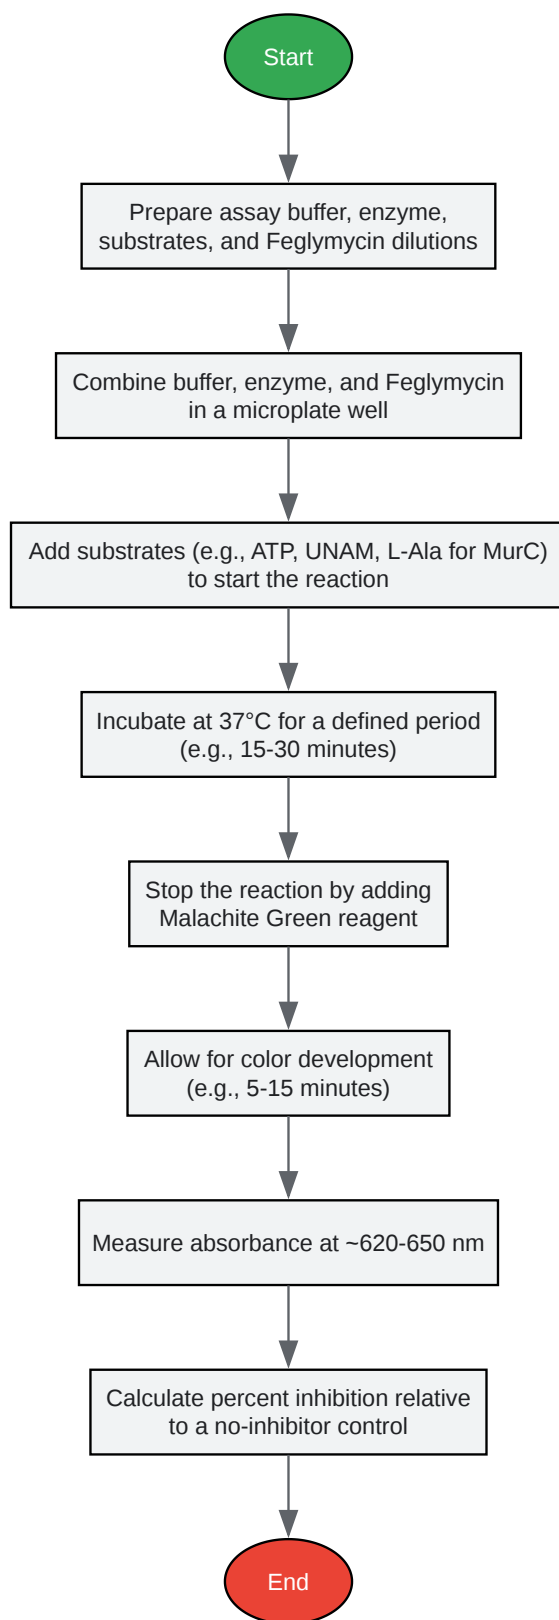 Start
Prepare assay buffer, enzyme,
substrates, and Feglymycin dilutions
Combine buffer, enzyme, and Feglymycin
in a microplate well
Add substrates (e.g., ATP, UNAM, L-Ala for MurC)
to start the reaction
Incubate at 37°C for a defined period
(e.g., 15-30 minutes)
Stop the reaction by adding
Malachite Green reagent
Allow for color development
(e.g., 5-15 minutes)
Measure absorbance at ~620-650 nm
Calculate percent inhibition relative
to a no-inhibitor control
End